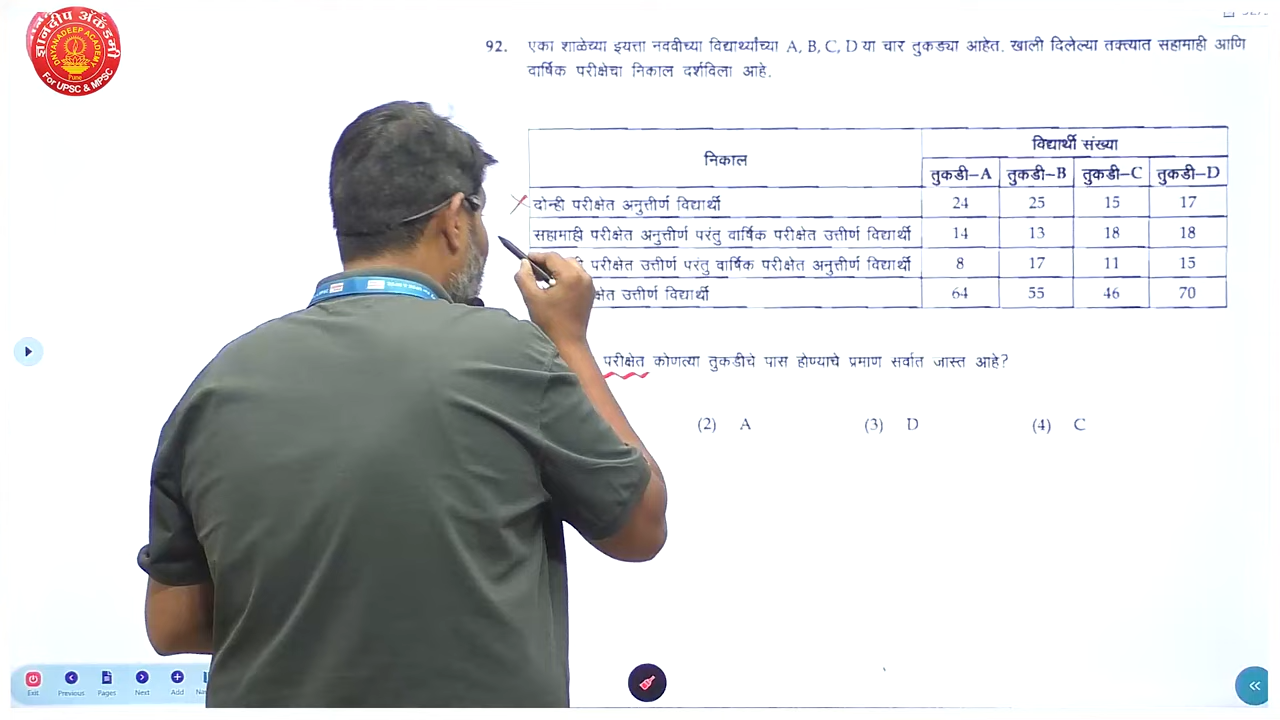 ज्ञानदीप ॲकॅडमी
DNYANADEEP ACADEMY
Pune
For UPSC & MPSC
92. एका शाळेच्या इयत्ता नववीच्या विद्यार्थ्यांच्या A, B, C, D या चार तुकड्या आहेत. खाली दिलेल्या तक्त्यात सहामाही आणि
वार्षिक परीक्षेचा निकाल दर्शविला आहे.
निकाल विद्यार्थी संख्या
तुकडी-A तुकडी-B तुकडी-C तुकडी-D
दोन्ही परीक्षेत अनुत्तीर्ण विद्यार्थी 24 25 15 17
सहामाही परीक्षेत अनुत्तीर्ण परंतु वार्षिक परीक्षेत उत्तीर्ण विद्यार्थी 14 13 18 18
परीक्षेत उत्तीर्ण परंतु वार्षिक परीक्षेत अनुत्तीर्ण विद्यार्थी 8 17 11 15
उत्तीर्ण विद्यार्थी 64 55 46 70
परीक्षेत कोणत्या तुकडीचे पास होण्याचे प्रमाण सर्वात जास्त आहे?
(2) A (3) D (4) C
Exit Previous Pages Next Add